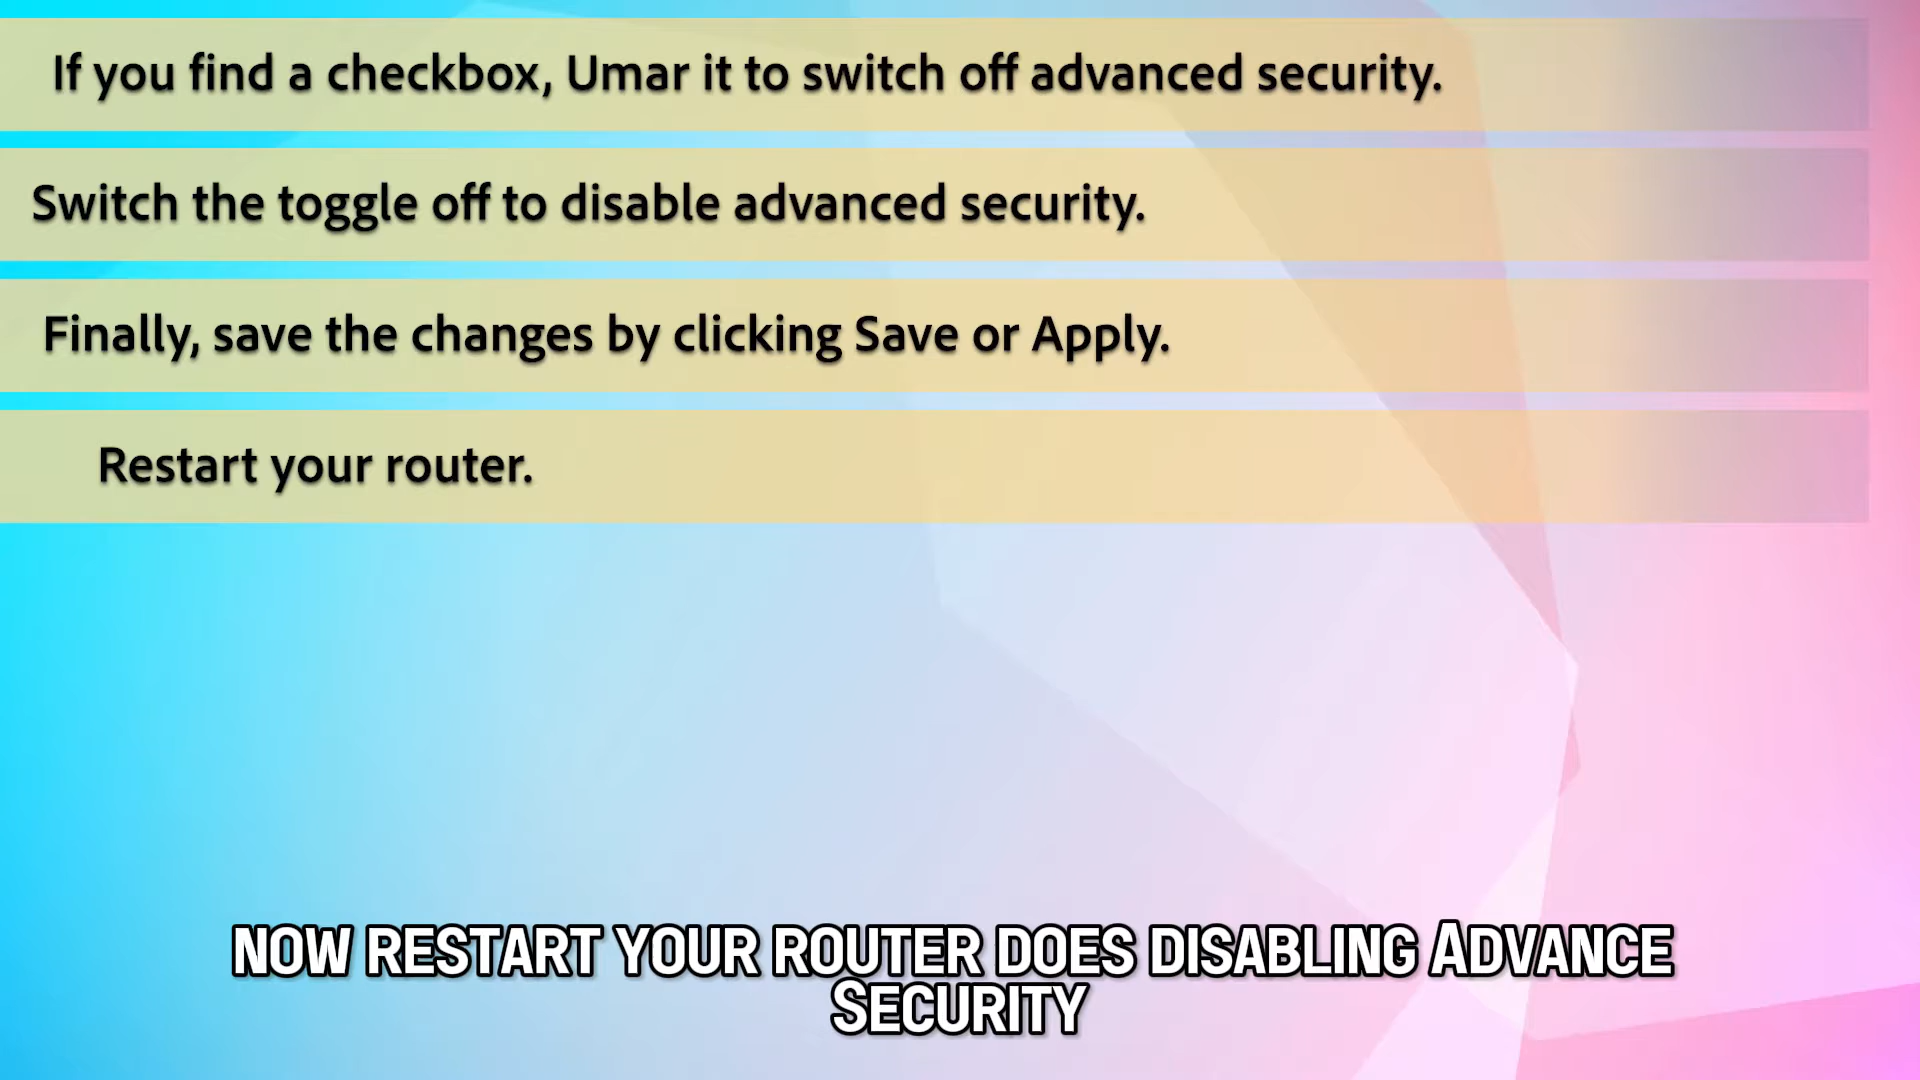 If you find a checkbox, Umar it to switch off advanced security.
Switch the toggle off to disable advanced security.
Finally, save the changes by clicking Save or Apply.
Restart your router.
NOW RESTART YOUR ROUTER DOES DISABLING ADVANCE
SECURITY